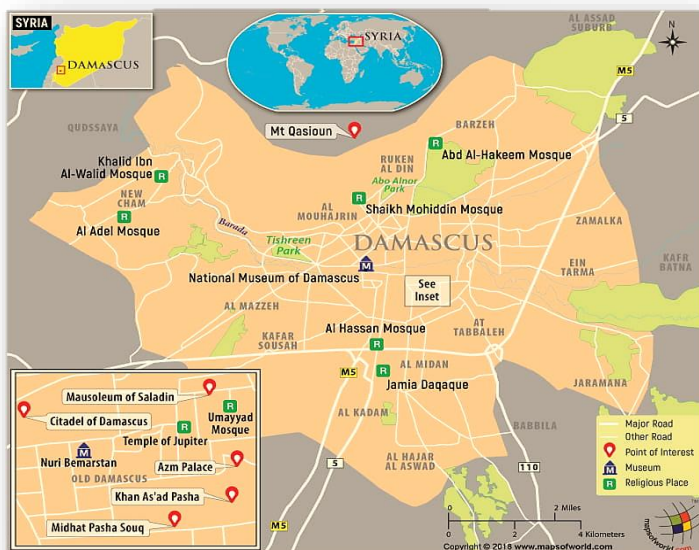 SYRIA
DAMASCUS
SYRIA
AL ASSAD
SUBURB
N
M5
5
QUDSSAYA
Mt Qasioun
BARZEH
Abd Al-Hakeem Mosque
RUKEN
AL DIN
Abo Alnor
Park
Khalid Ibn
Al-Walid Mosque
R
R
R
NEW
CHAM
R
Al Adel Mosque
AL
MOUHAJRIN
Shaikh Mohiddin Mosque
Barada
Tishreen
Park
DAMASCUS
ZAMALKA
M
National Museum of Damascus
EIN
TARMA
KAFR
BATNA
See
Inset
AL MAZZEH
Al Hassan Mosque
R
AT
TABBALEH
KAFAR
SOUSAH
M5
R
AL MIDAN
Jamia Daqaque
JARAMANA
AL KADAM
BABBILA
AL HAJAR
AL ASWAD
5
110
M5
Mausoleum of Saladin
Citadel of Damascus
R
Umayyad
Mosque
R
Temple of Jupiter
M
Nuri Bemarstan
Azm Palace
OLD DAMASCUS
Khan As'ad Pasha
Midhat Pasha Souq
Major Road
Other Road
Point of Interest
M
Museum
R
Religious Place
0
2 Miles
0
4 Kilometers
Copyright © 2018 www.mapsofworld.com
mapsofworld.com